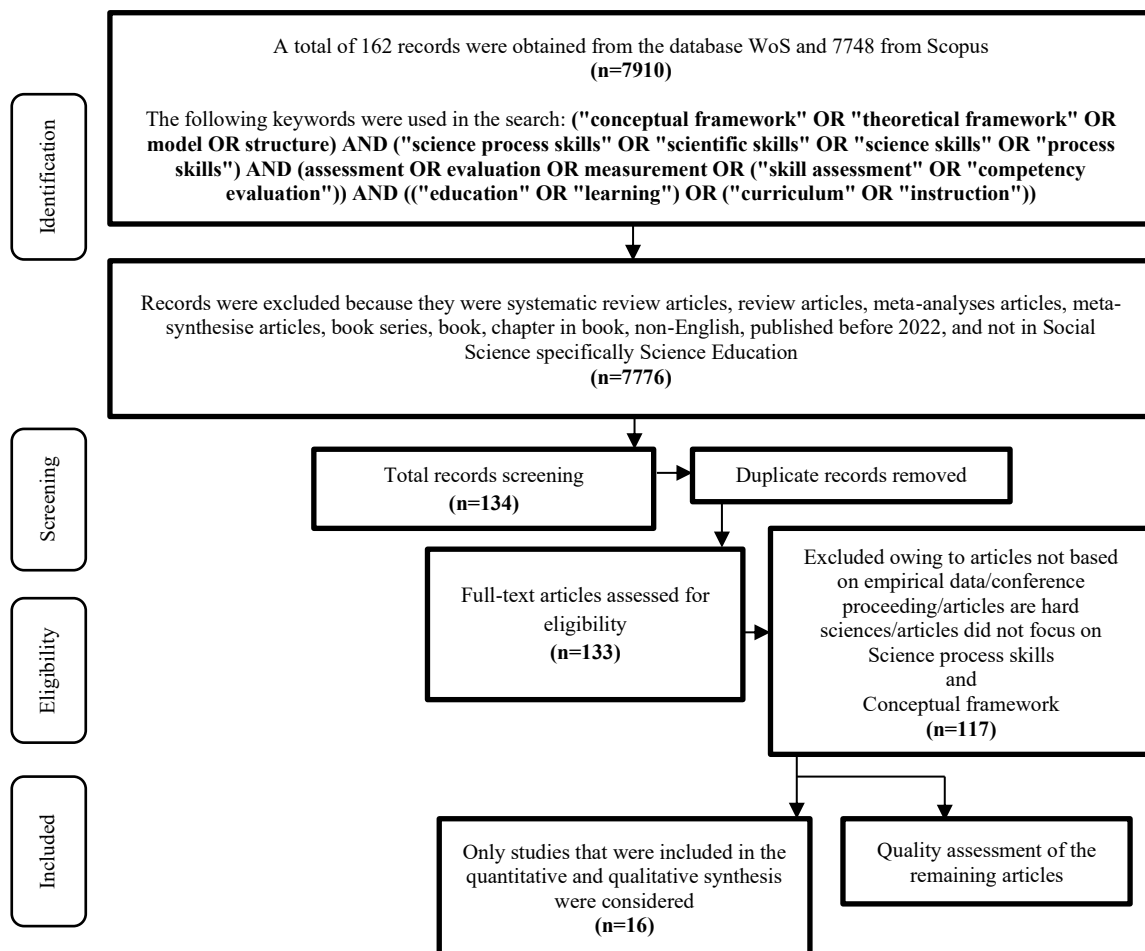 A total of 162 records were obtained from the database WoS and 7748 from Scopus
(n=7910)
The following keywords were used in the search: ("conceptual framework" OR "theoretical framework" OR
model OR structure) AND ("science process skills" OR "scientific skills" OR "science skills" OR "process
skills") AND (assessment OR evaluation OR measurement OR ("skill assessment" OR "competency
evaluation")) AND (("education" OR "learning") OR ("curriculum" OR "instruction"))
Identification
Records were excluded because they were systematic review articles, review articles, meta-analyses articles, meta-
synthesise articles, book series, book, chapter in book, non-English, published before 2022, and not in Social
Science specifically Science Education
(n=7776)
Screening
Total records screening
(n=134)
Duplicate records removed
Eligibility
Full-text articles assessed for
eligibility
(n=133)
Excluded owing to articles not based
on empirical data/conference
proceeding/articles are hard
sciences/articles did not focus on
Science process skills
and
Conceptual framework
(n=117)
Included
Only studies that were included in the
quantitative and qualitative synthesis
were considered
(n=16)
Quality assessment of the
remaining articles